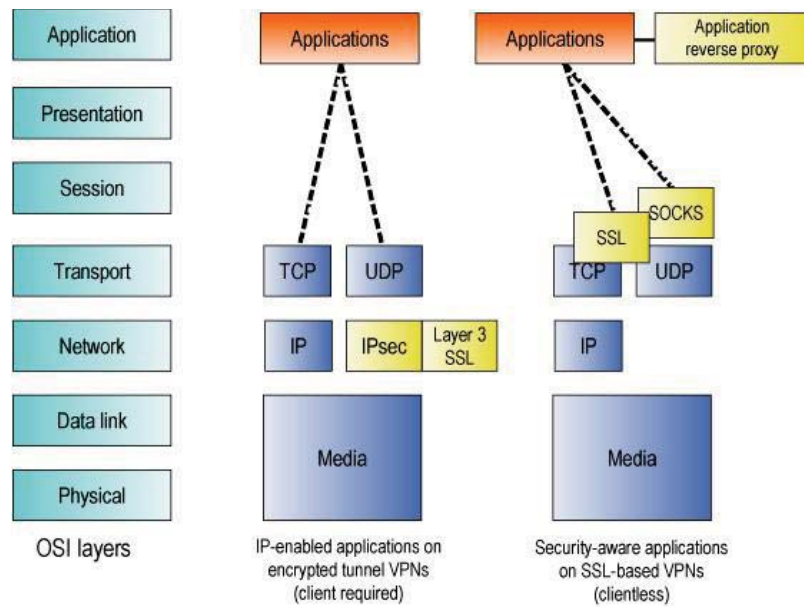 Application
Presentation
Session
Transport
Network
Data link
Physical
OSI layers
Applications
TCP
UDP
IP
IPsec
Layer 3
SSL
Media
IP-enabled applications on
encrypted tunnel VPNs
(client required)
Applications
Application
reverse proxy
SOCKS
SSL
TCP
UDP
IP
Media
Security-aware applications
on SSL-based VPNs
(clientless)